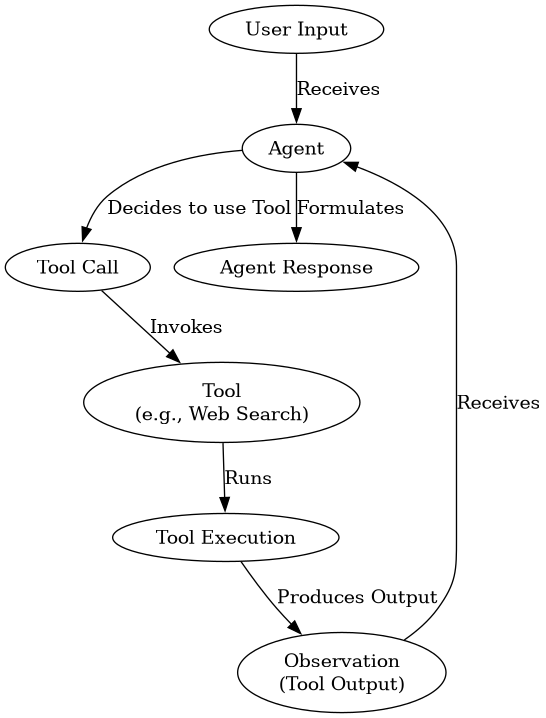 User Input
Receives
Agent
Decides to use Tool
Formulates
Tool Call
Agent Response
Invokes
Tool
(e.g., Web Search)
Receives
Runs
Tool Execution
Produces Output
Observation
(Tool Output)